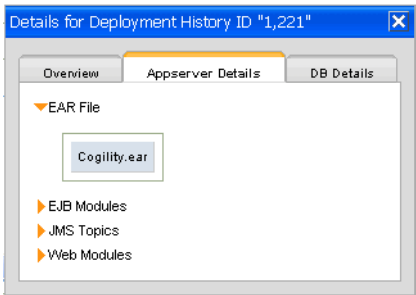 Details for Deployment History ID "1,221"
Overview
Appserver Details
DB Details
EAR File
Cogility.ear
EJB Modules
JMS Topics
Web Modules